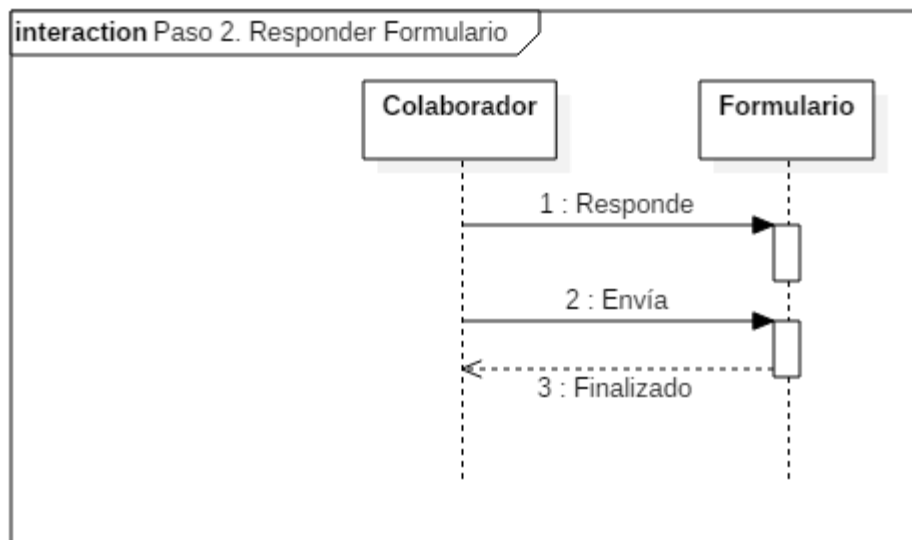 interaction Paso 2. Responder Formulario
Colaborador
Formulario
1 : Responde
2 : Envía
3 : Finalizado